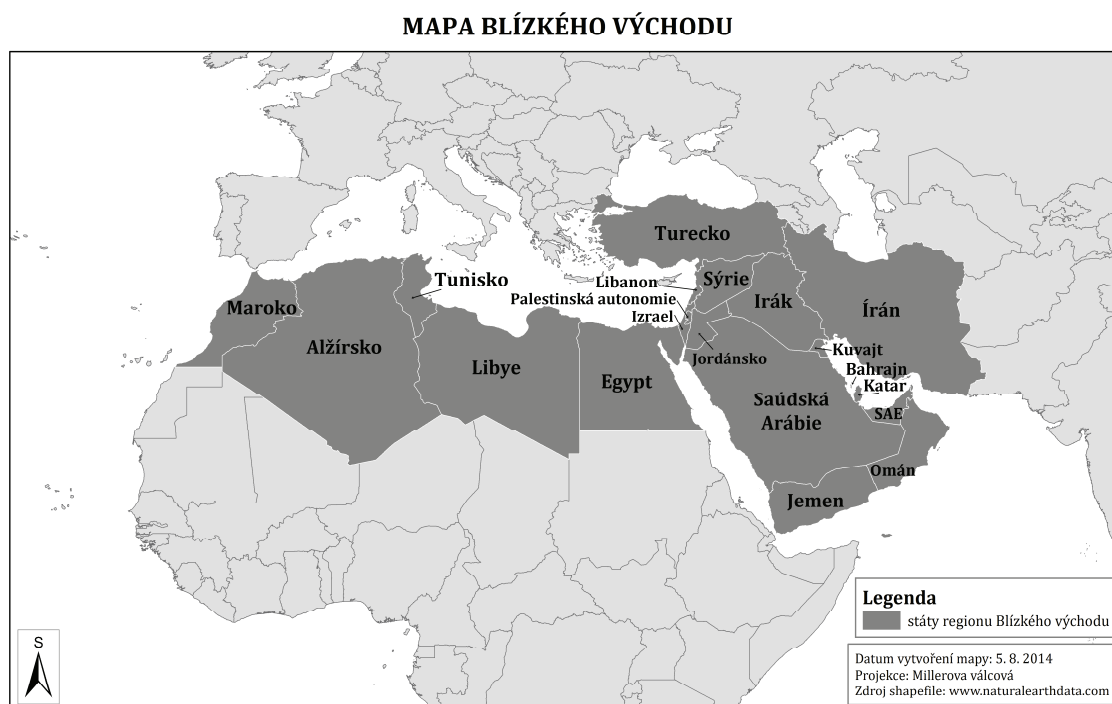 MAPA BLÍZKÉHO VÝCHODU
Turecko
Tunisko
Libanon
Sýrie
Palestinská autonomie
Irák
Írán
Maroko
Izrael
Alžírsko
Jordánsko
Kuvajt
Libye
Bahrajn
Egypt
Katar
Saúdská
Arábie
SAE
Omán
Jemen
Legenda
státy regionu Blízkého východu
S
Datum vytvoření mapy: 5. 8. 2014
Projekce: Millerova válcová
Zdroj shapefile: www.naturalearthdata.com